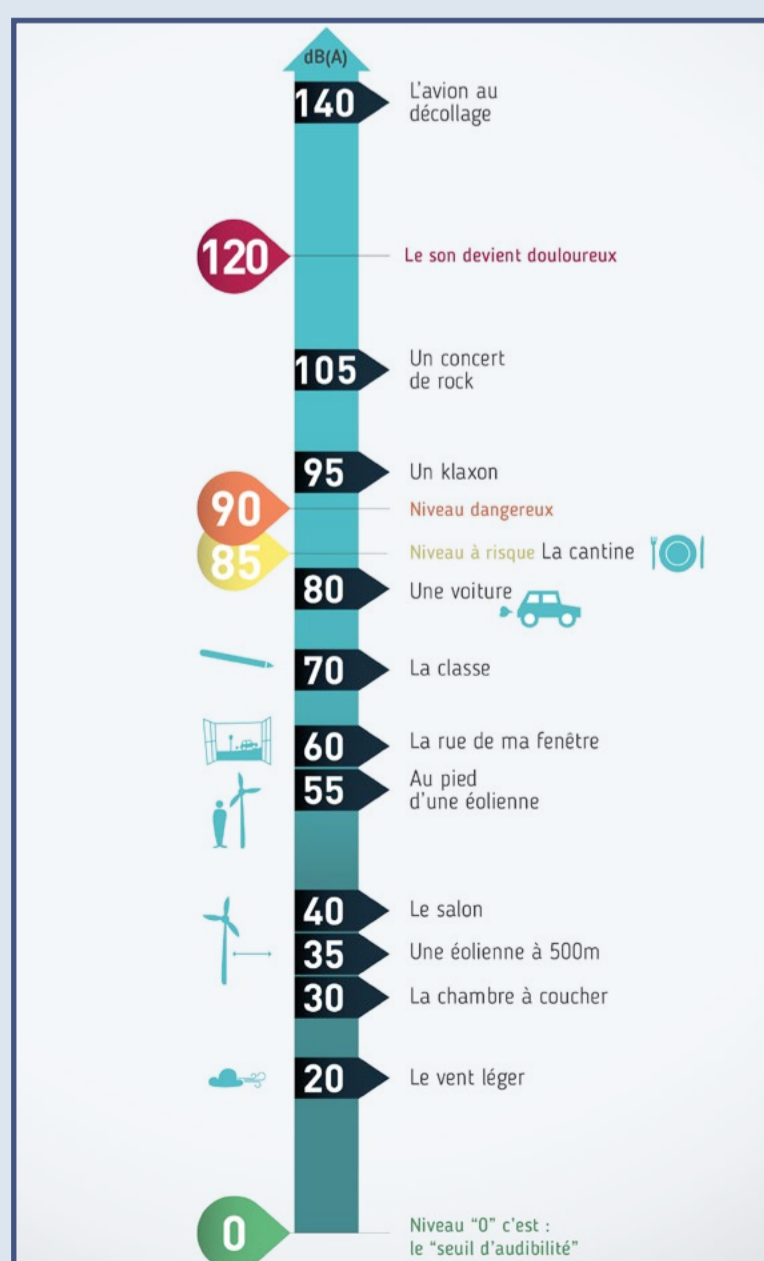 dB(A)
140 L'avion au
décollage
120 Le son devient douloureux
105 Un concert
de rock
95 Un klaxon
90 Niveau dangereux
85 Niveau à risque La cantine
80 Une voiture
70 La classe
60 La rue de ma fenêtre
55 Au pied
d'une éolienne
40 Le salon
35 Une éolienne à 500m
30 La chambre à coucher
20 Le vent léger
0 Niveau "0" c'est :
le "seuil d'audibilité"